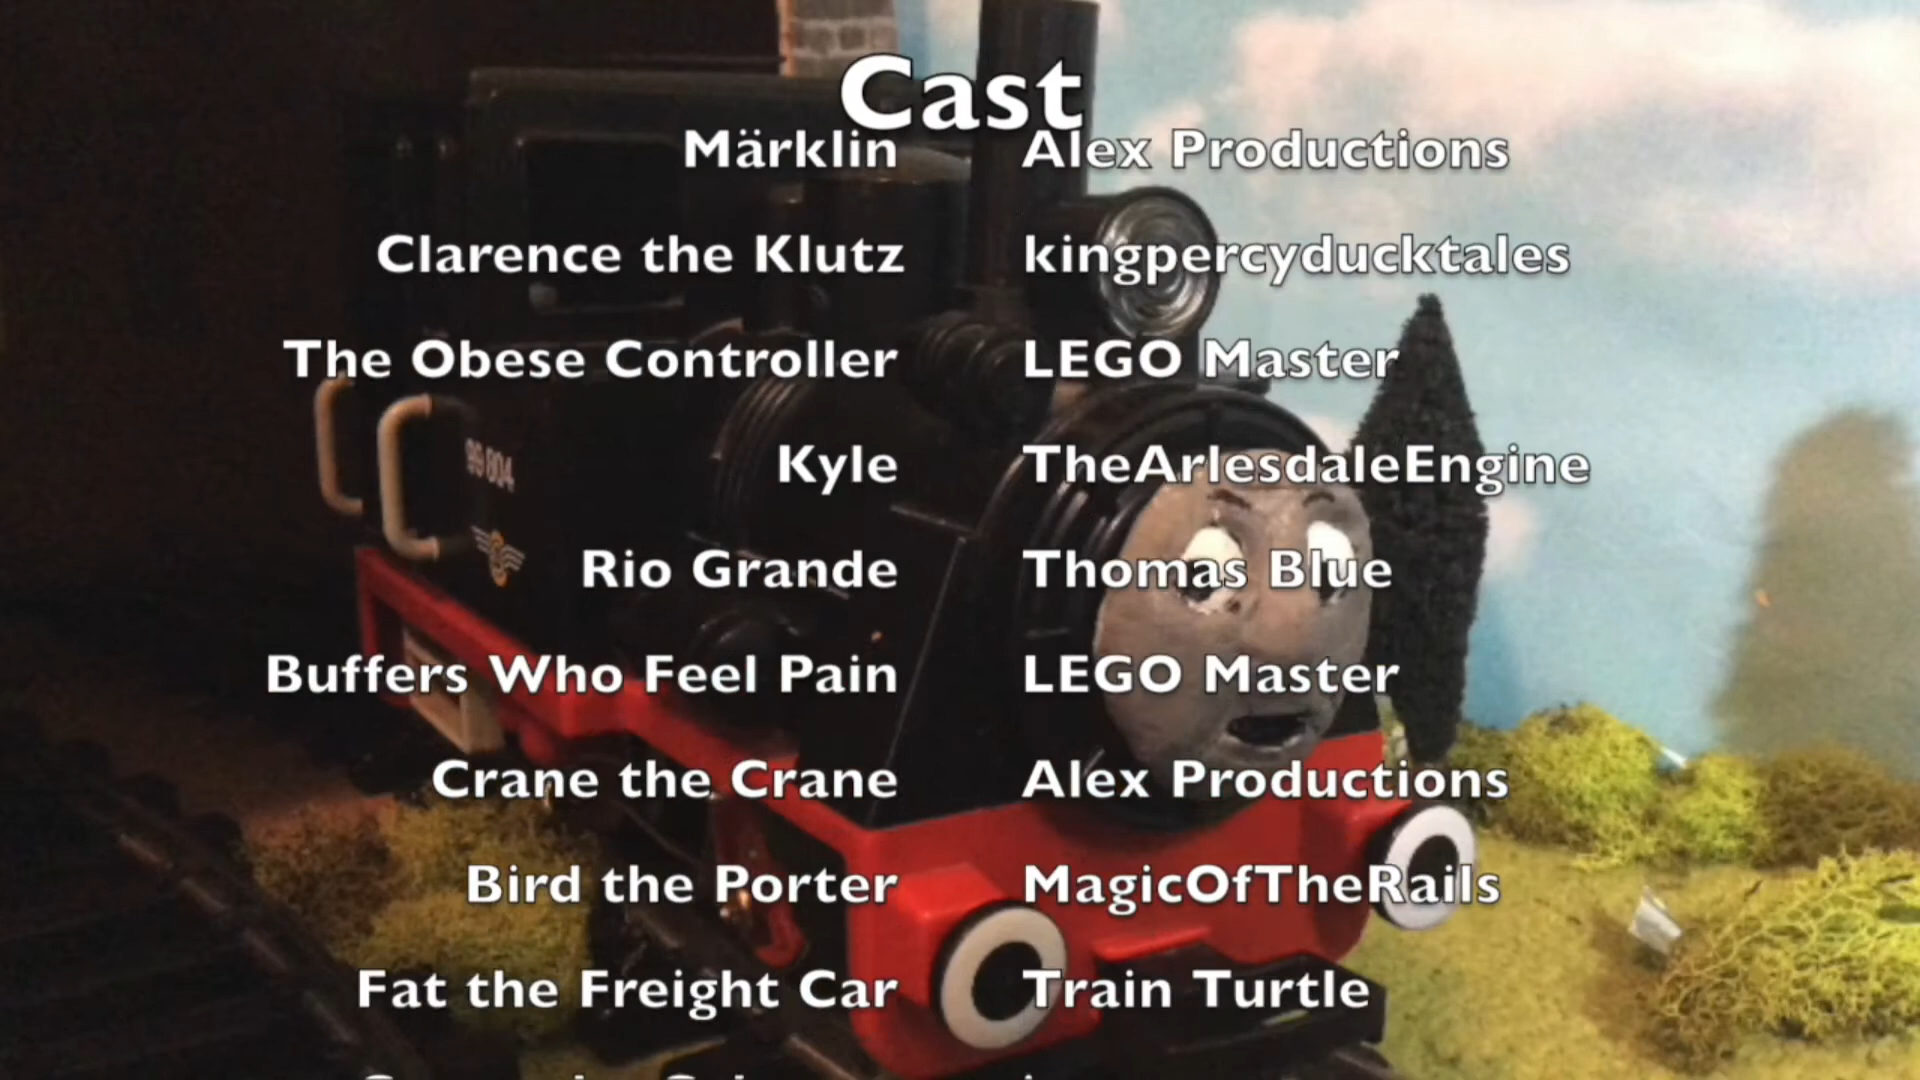 Cast
Märklin Alex Productions
Clarence the Klutz kingpercyducktales
The Obese Controller LEGO Master
Kyle TheArlesdaleEngine
99 804
Rio Grande Thomas Blue
Buffers Who Feel Pain LEGO Master
Crane the Crane Alex Productions
Bird the Porter MagicOfTheRails
Fat the Freight Car Train Turtle